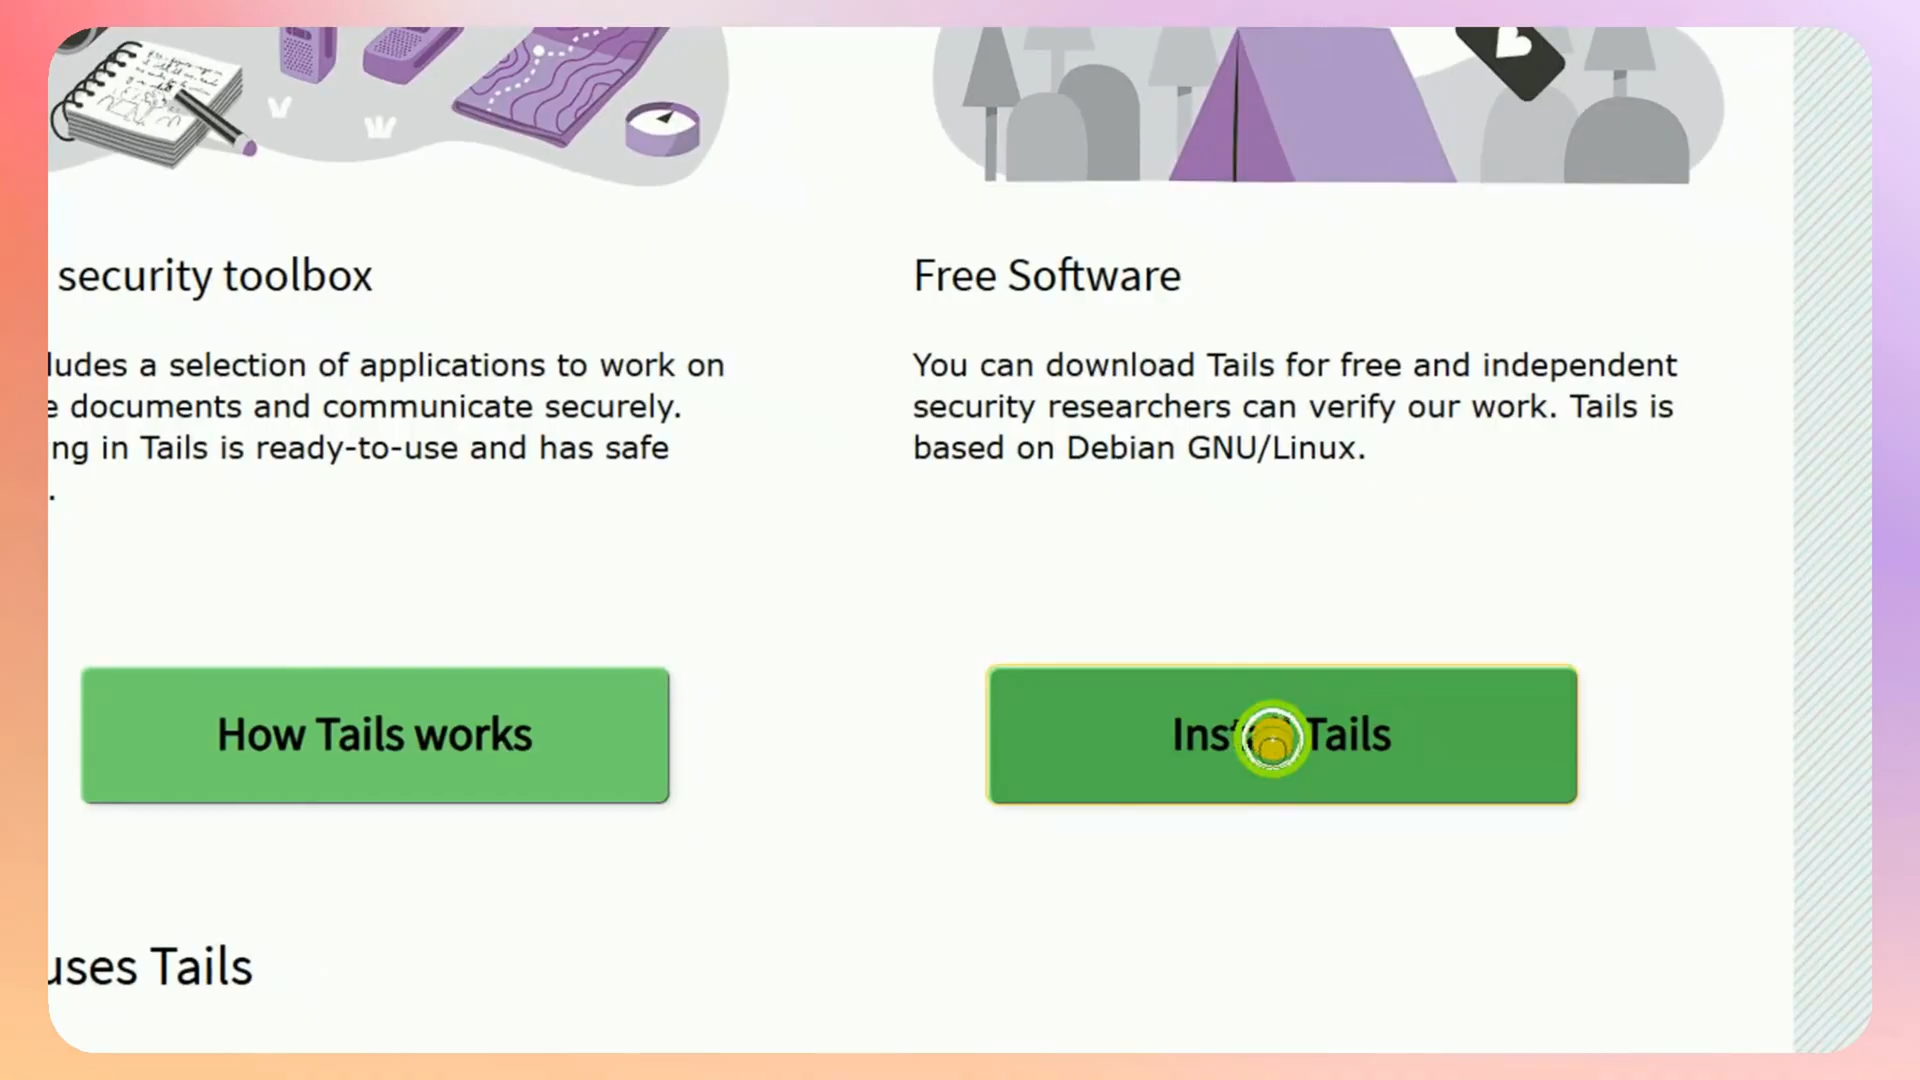 security toolbox
ludes a selection of applications to work on
e documents and communicate securely.
ng in Tails is ready-to-use and has safe
.
Free Software
You can download Tails for free and independent
security researchers can verify our work. Tails is
based on Debian GNU/Linux.
How Tails works
Install Tails
uses Tails